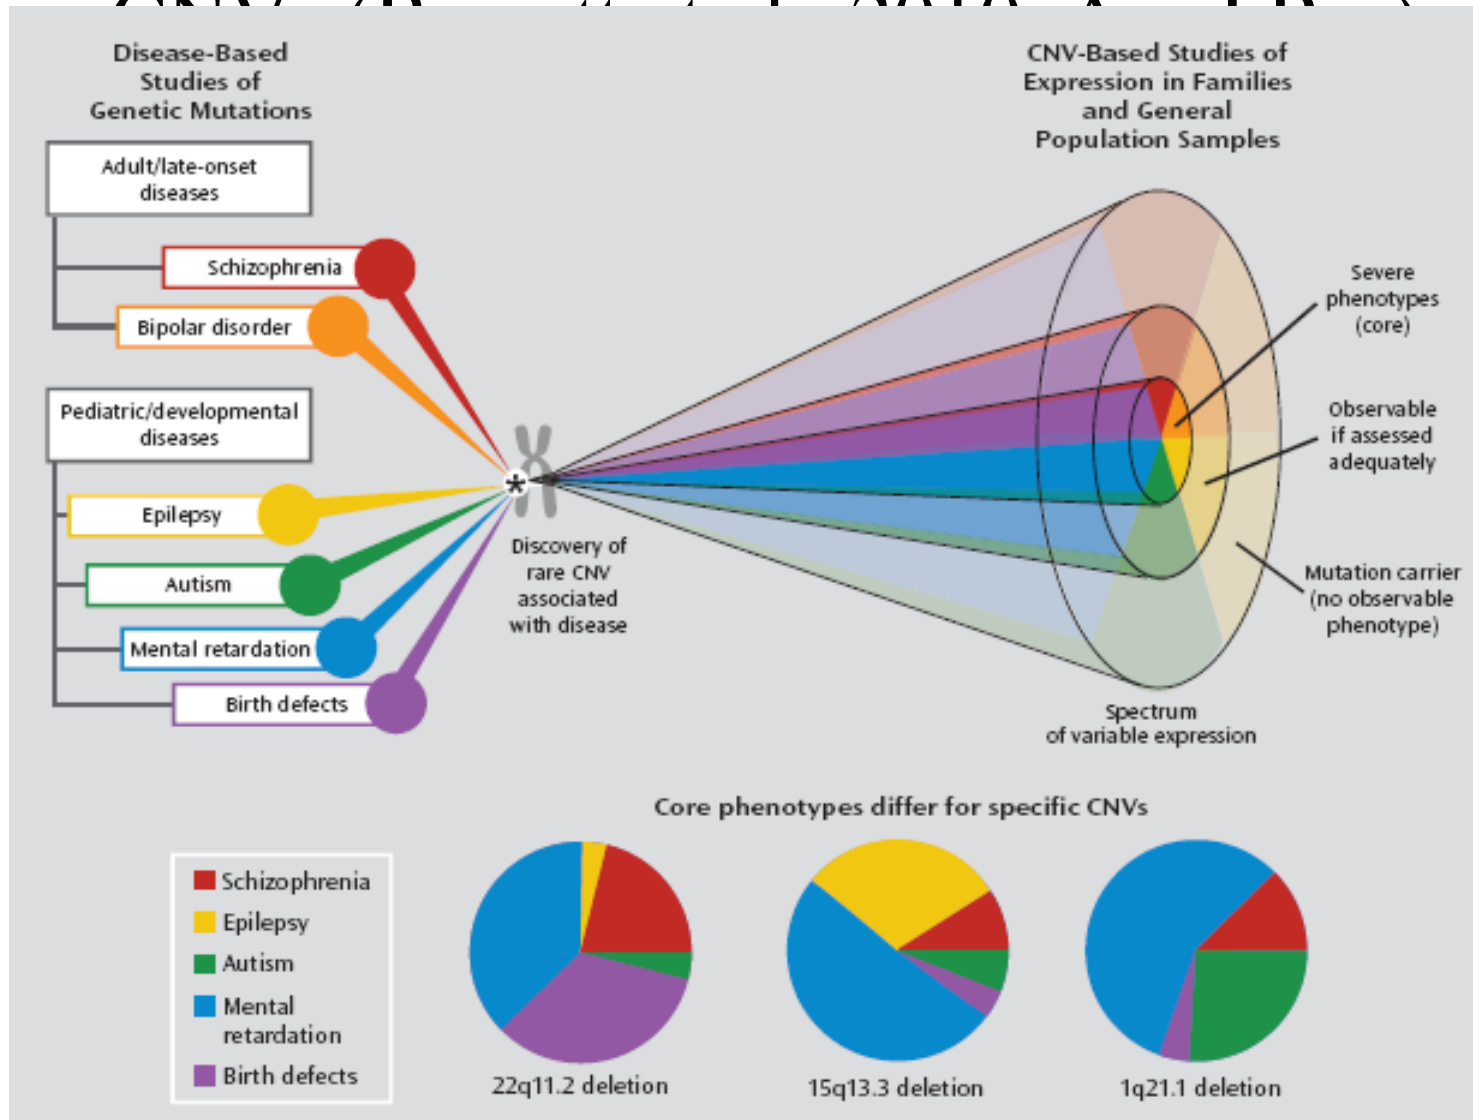 Disease-Based
Studies of
Genetic Mutations
CNV-Based Studies of
Expression in Families
and General
Population Samples
Adult/late-onset
diseases
Schizophrenia
Bipolar disorder
Pediatric/developmental
diseases
Epilepsy
Autism
Mental retardation
Birth defects
*
Discovery of
rare CNV
associated
with disease
Severe
phenotypes
(core)
Observable
if assessed
adequately
Mutation carrier
(no observable
phenotype)
Spectrum
of variable expression
Core phenotypes differ for specific CNVs
Schizophrenia
Epilepsy
Autism
Mental
retardation
Birth defects
22q11.2 deletion
15q13.3 deletion
1q21.1 deletion